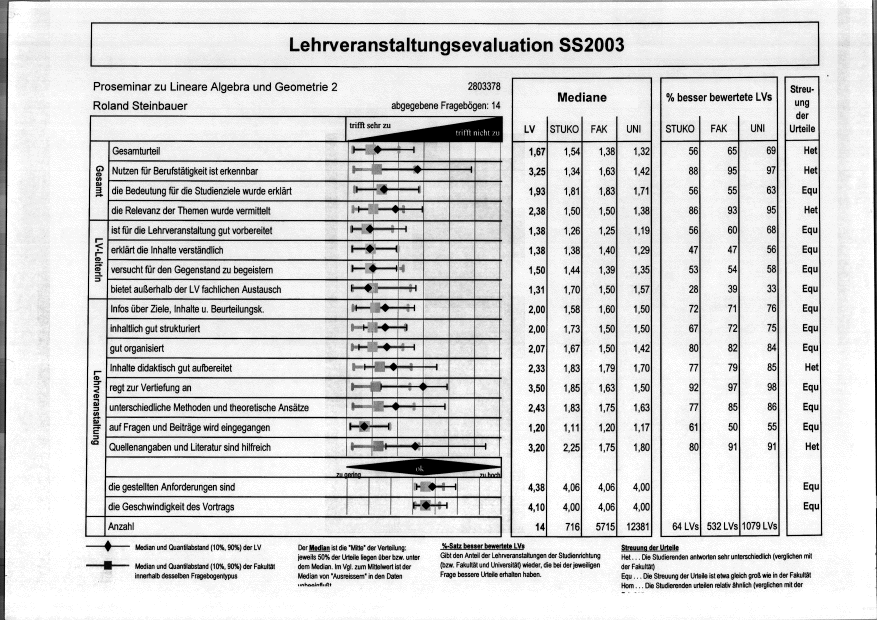 Lehrveranstaltungsevaluation SS2003
Proseminar zu Lineare Algebra und Geometrie 2 2803378
Roland Steinbauer abgegebene Fragebögen: 14
Mediane % besser bewertete LVs Streu-ung der Urteile
trifft sehr zu trifft nicht zu
LV STUKO FAK UNI STUKO FAK UNI
Gesamt
Gesamturteil 1,67 1,54 1,38 1,32 56 65 69 Het
Nutzen für Berufstätigkeit ist erkennbar 3,25 1,34 1,63 1,42 88 95 97 Het
die Bedeutung für die Studienziele wurde erklärt 1,93 1,81 1,83 1,71 56 55 63 Equ
die Relevanz der Themen wurde vermittelt 2,38 1,50 1,50 1,38 86 93 95 Het
LV-LeiterIn
ist für die Lehrveranstaltung gut vorbereitet 1,38 1,26 1,25 1,19 56 60 68 Equ
erklärt die Inhalte verständlich 1,38 1,38 1,40 1,29 47 47 56 Equ
versucht für den Gegenstand zu begeistern 1,50 1,44 1,39 1,35 53 54 58 Equ
bietet außerhalb der LV fachlichen Austausch 1,31 1,70 1,50 1,57 28 39 33 Equ
Lehrveranstaltung
Infos über Ziele, Inhalte u. Beurteilungsk. 2,00 1,58 1,60 1,50 72 71 76 Equ
inhaltlich gut strukturiert 2,00 1,73 1,50 1,50 67 72 75 Equ
gut organisiert 2,07 1,67 1,50 1,42 80 82 84 Equ
Inhalte didaktisch gut aufbereitet 2,33 1,83 1,79 1,70 77 79 85 Het
regt zur Vertiefung an 3,50 1,85 1,63 1,50 92 97 98 Equ
unterschiedliche Methoden und theoretische Ansätze 2,43 1,83 1,75 1,63 77 85 86 Equ
auf Fragen und Beiträge wird eingegangen 1,20 1,11 1,20 1,17 61 50 55 Equ
Quellenangaben und Literatur sind hilfreich 3,20 2,25 1,75 1,80 80 91 91 Het
zu gering ok zu hoch
die gestellten Anforderungen sind 4,38 4,06 4,06 4,00 Equ
die Geschwindigkeit des Vortrags 4,10 4,00 4,06 4,00 Equ
Anzahl 14 716 5715 12381 64 LVs 532 LVs 1079 LVs
Median und Quantilabstand (10%, 90%) der LV
Median und Quantilabstand (10%, 90%) der Fakultät
innerhalb desselben Fragebogentypus
Der Median ist die "Mitte" der Verteilung:
jeweils 50% der Urteile liegen über bzw. unter
dem Median. Im Vgl. zum Mittelwert ist der
Median von "Ausreissern" in den Daten
%-Satz besser bewertete LVs
Gibt den Anteil der Lehrveranstaltungen der Studienrichtung
(bzw. Fakultät und Universität) wieder, die bei der jeweiligen
Frage bessere Urteile erhalten haben.
Streuung der Urteile
Het . . . Die Studierenden antworten sehr unterschiedlich (verglichen mit
der Fakultät)
Equ . . . Die Streuung der Urteile ist etwa gleich groß wie in der Fakultät
Hom . . . Die Studierenden urteilen relativ ähnlich (verglichen mit der